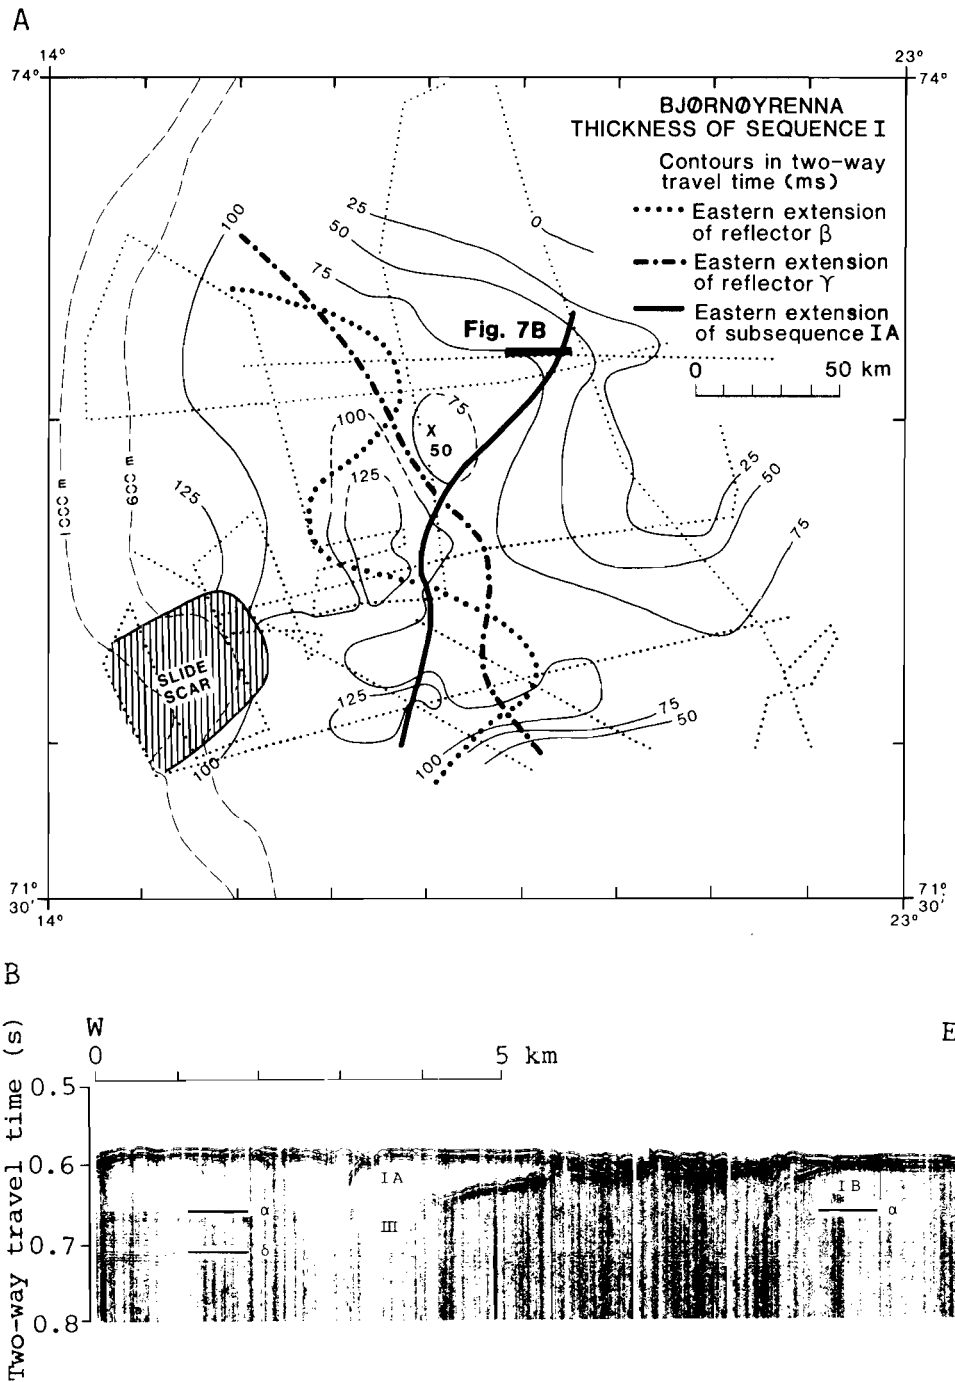 A
14°
23°
74°
74°
BJØRNØYRENNA
THICKNESS OF SEQUENCE I
Contours in two-way
travel time (ms)
Eastern extension
of reflector β
Eastern extension
of reflector γ
Eastern extension
of subsequence IA
0 50 km
100
25
50
0
75
Fig. 7B
75
X
50
100
125
1000 m
600 m
125
25
50
75
SLIDE
SCAR
125
75
50
100
100
71°
30'
71°
30'
14°
23°
B
W
E
0 5 km
Two-way travel time (s)
0.5
0.6
0.7
0.8
IA
III
α
δ
IB
α